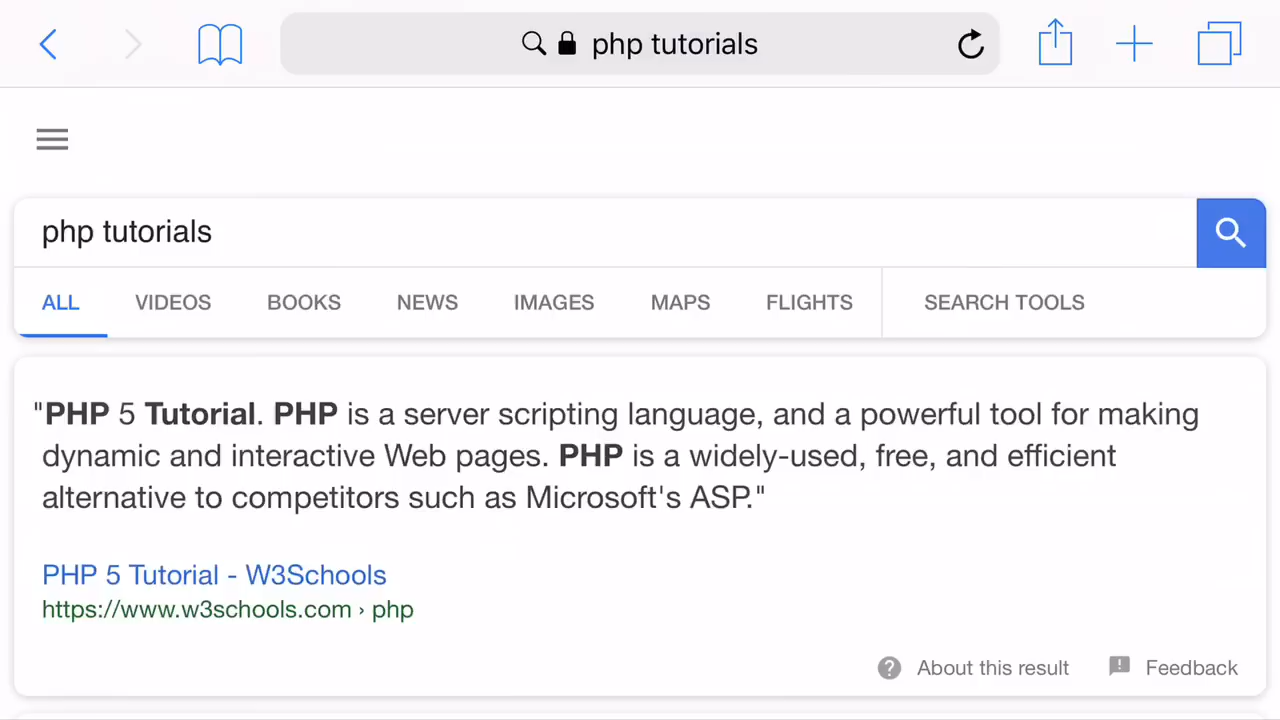 php tutorials
php tutorials
ALL VIDEOS BOOKS NEWS IMAGES MAPS FLIGHTS SEARCH TOOLS
"PHP 5 Tutorial. PHP is a server scripting language, and a powerful tool for making
dynamic and interactive Web pages. PHP is a widely-used, free, and efficient
alternative to competitors such as Microsoft's ASP."
PHP 5 Tutorial - W3Schools
https://www.w3schools.com › php
About this result Feedback